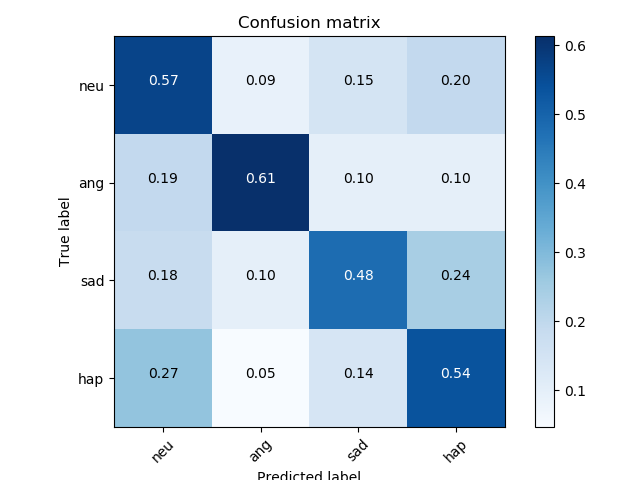 Confusion matrix
neu 0.57 0.09 0.15 0.20
ang 0.19 0.61 0.10 0.10
sad 0.18 0.10 0.48 0.24
hap 0.27 0.05 0.14 0.54
neu ang sad hap
True label
Predicted label
0.6
0.5
0.4
0.3
0.2
0.1